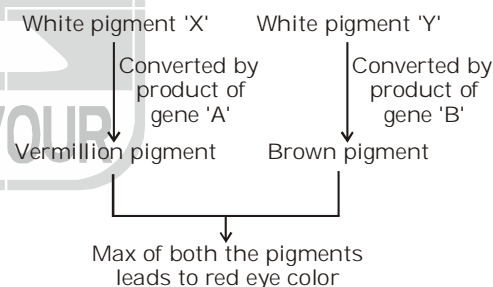 White pigment 'X' White pigment 'Y'
Converted by
product of
gene 'A'
Converted by
product of
gene 'B'
YOUR
Vermillion pigment Brown pigment
Max of both the pigments
leads to red eye color